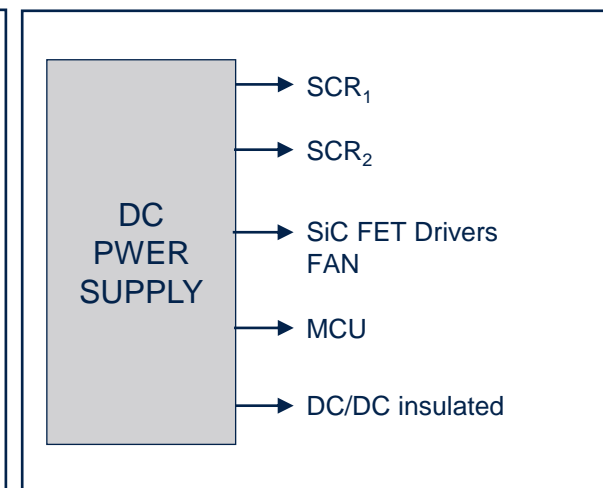 DC
PWER
SUPPLY
SCR₁
SCR₂
SiC FET Drivers
FAN
MCU
DC/DC insulated